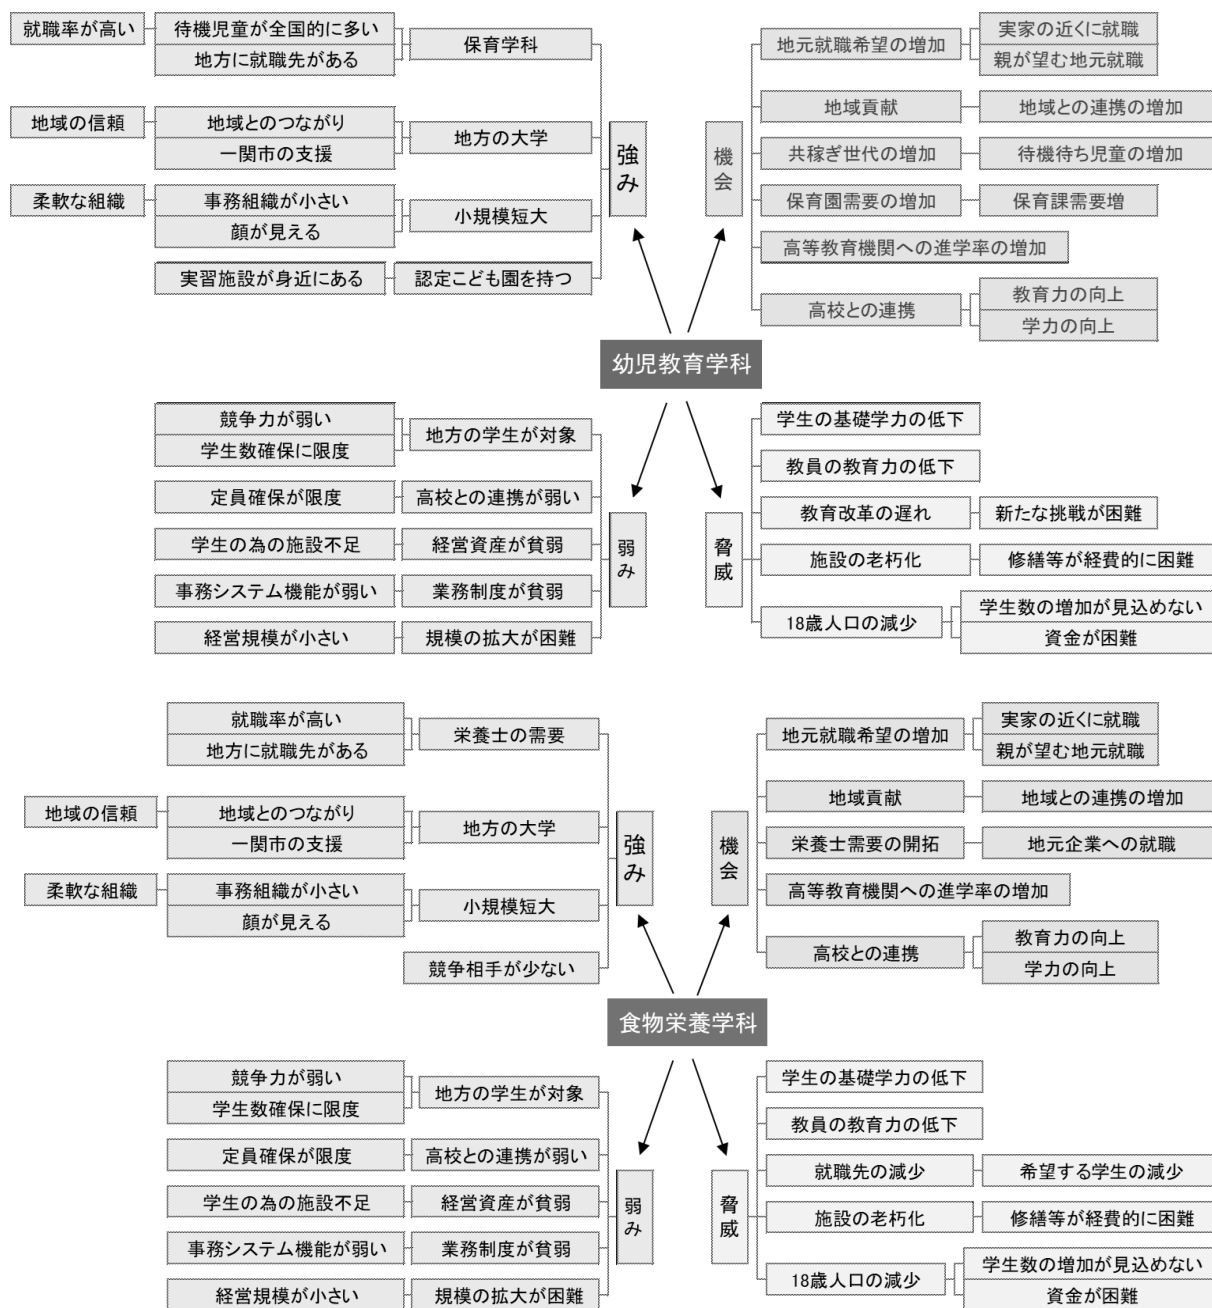 就職率が高い
待機児童が全国的に多い
地方に就職先がある
保育学科
地域の信頼
地域とのつながり
一関市の支援
地方の大学
柔軟な組織
事務組織が小さい
顔が見える
小規模短大
実習施設が身近にある
認定こども園を持つ
強み
機会
地元就職希望の増加
実家の近くに就職
親が望む地元就職
地域貢献
地域との連携の増加
共稼ぎ世代の増加
待機待ち児童の増加
保育園需要の増加
保育課需要増
高等教育機関への進学率の増加
高校との連携
教育力の向上
学力の向上
幼児教育学科
競争力が弱い
学生数確保に限度
地方の学生が対象
定員確保が限度
高校との連携が弱い
学生の為の施設不足
経営資産が貧弱
事務システム機能が弱い
業務制度が貧弱
経営規模が小さい
規模の拡大が困難
弱み
脅威
学生の基礎学力の低下
教員の教育力の低下
教育改革の遅れ
新たな挑戦が困難
施設の老朽化
修繕等が経費的に困難
18歳人口の減少
学生数の増加が見込めない
資金が困難
就職率が高い
地方に就職先がある
栄養士の需要
地域の信頼
地域とのつながり
一関市の支援
地方の大学
柔軟な組織
事務組織が小さい
顔が見える
小規模短大
競争相手が少ない
強み
機会
地元就職希望の増加
実家の近くに就職
親が望む地元就職
地域貢献
地域との連携の増加
栄養士需要の開拓
地元企業への就職
高等教育機関への進学率の増加
高校との連携
教育力の向上
学力の向上
食物栄養学科
競争力が弱い
学生数確保に限度
地方の学生が対象
定員確保が限度
高校との連携が弱い
学生の為の施設不足
経営資産が貧弱
事務システム機能が弱い
業務制度が貧弱
経営規模が小さい
規模の拡大が困難
弱み
脅威
学生の基礎学力の低下
教員の教育力の低下
就職先の減少
希望する学生の減少
施設の老朽化
修繕等が経費的に困難
18歳人口の減少
学生数の増加が見込めない
資金が困難